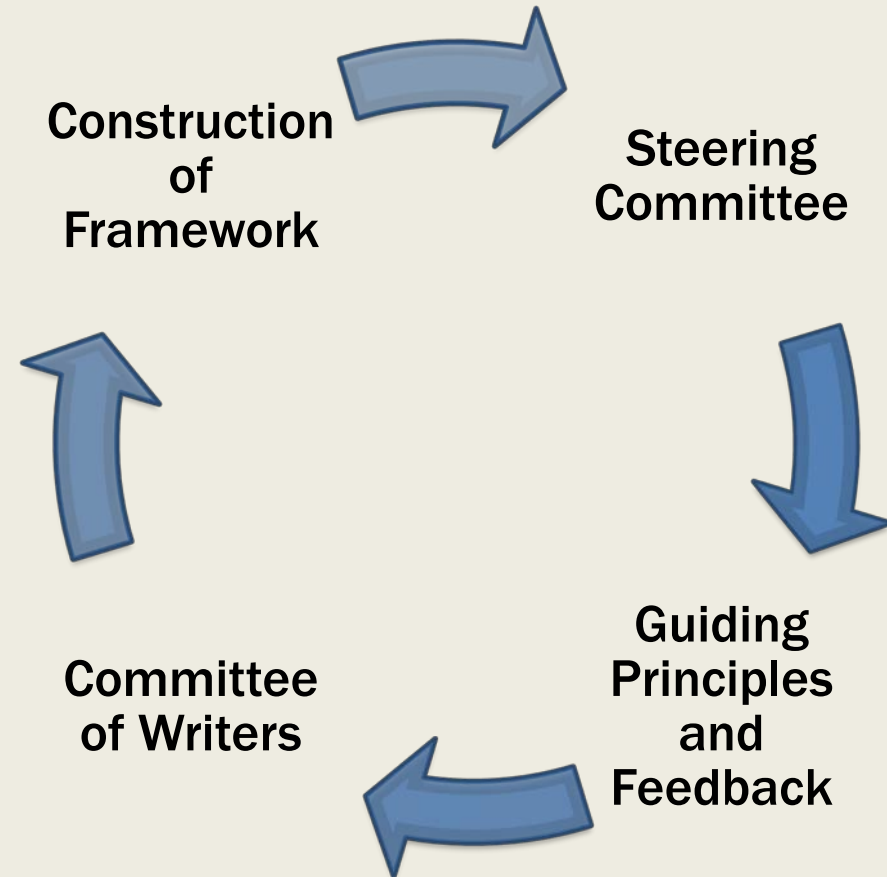 Construction
of
Framework
Steering
Committee
Guiding
Principles
and
Feedback
Committee
of Writers